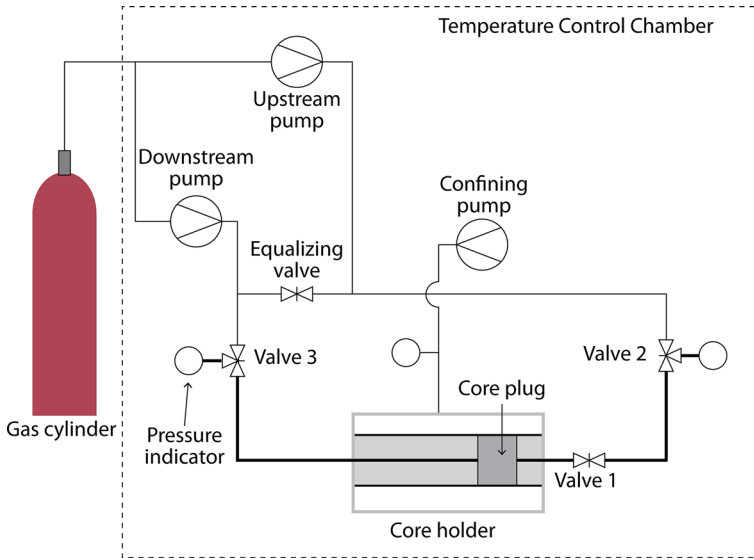 Temperature Control Chamber
Upstream
pump
Downstream
pump
Confining
pump
Equalizing
valve
Valve 3
Valve 2
Core plug
Gas cylinder
Pressure
indicator
Valve 1
Core holder